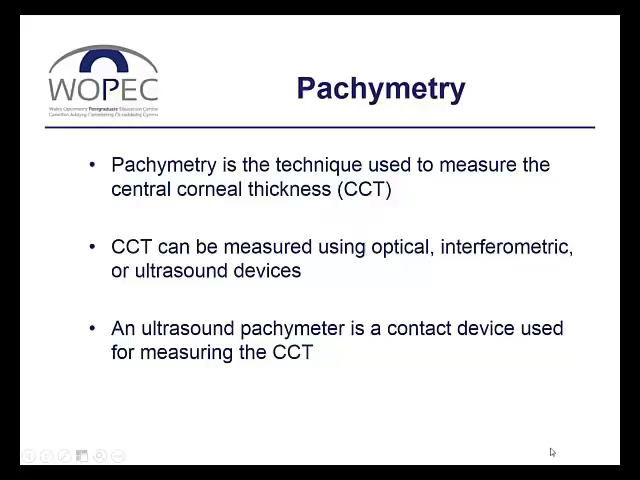 WOPEC
Wales Optometry Postgraduate Education Centre
Pachymetry
• Pachymetry is the technique used to measure the
central corneal thickness (CCT)
• CCT can be measured using optical, interferometric,
or ultrasound devices
• An ultrasound pachymeter is a contact device used
for measuring the CCT